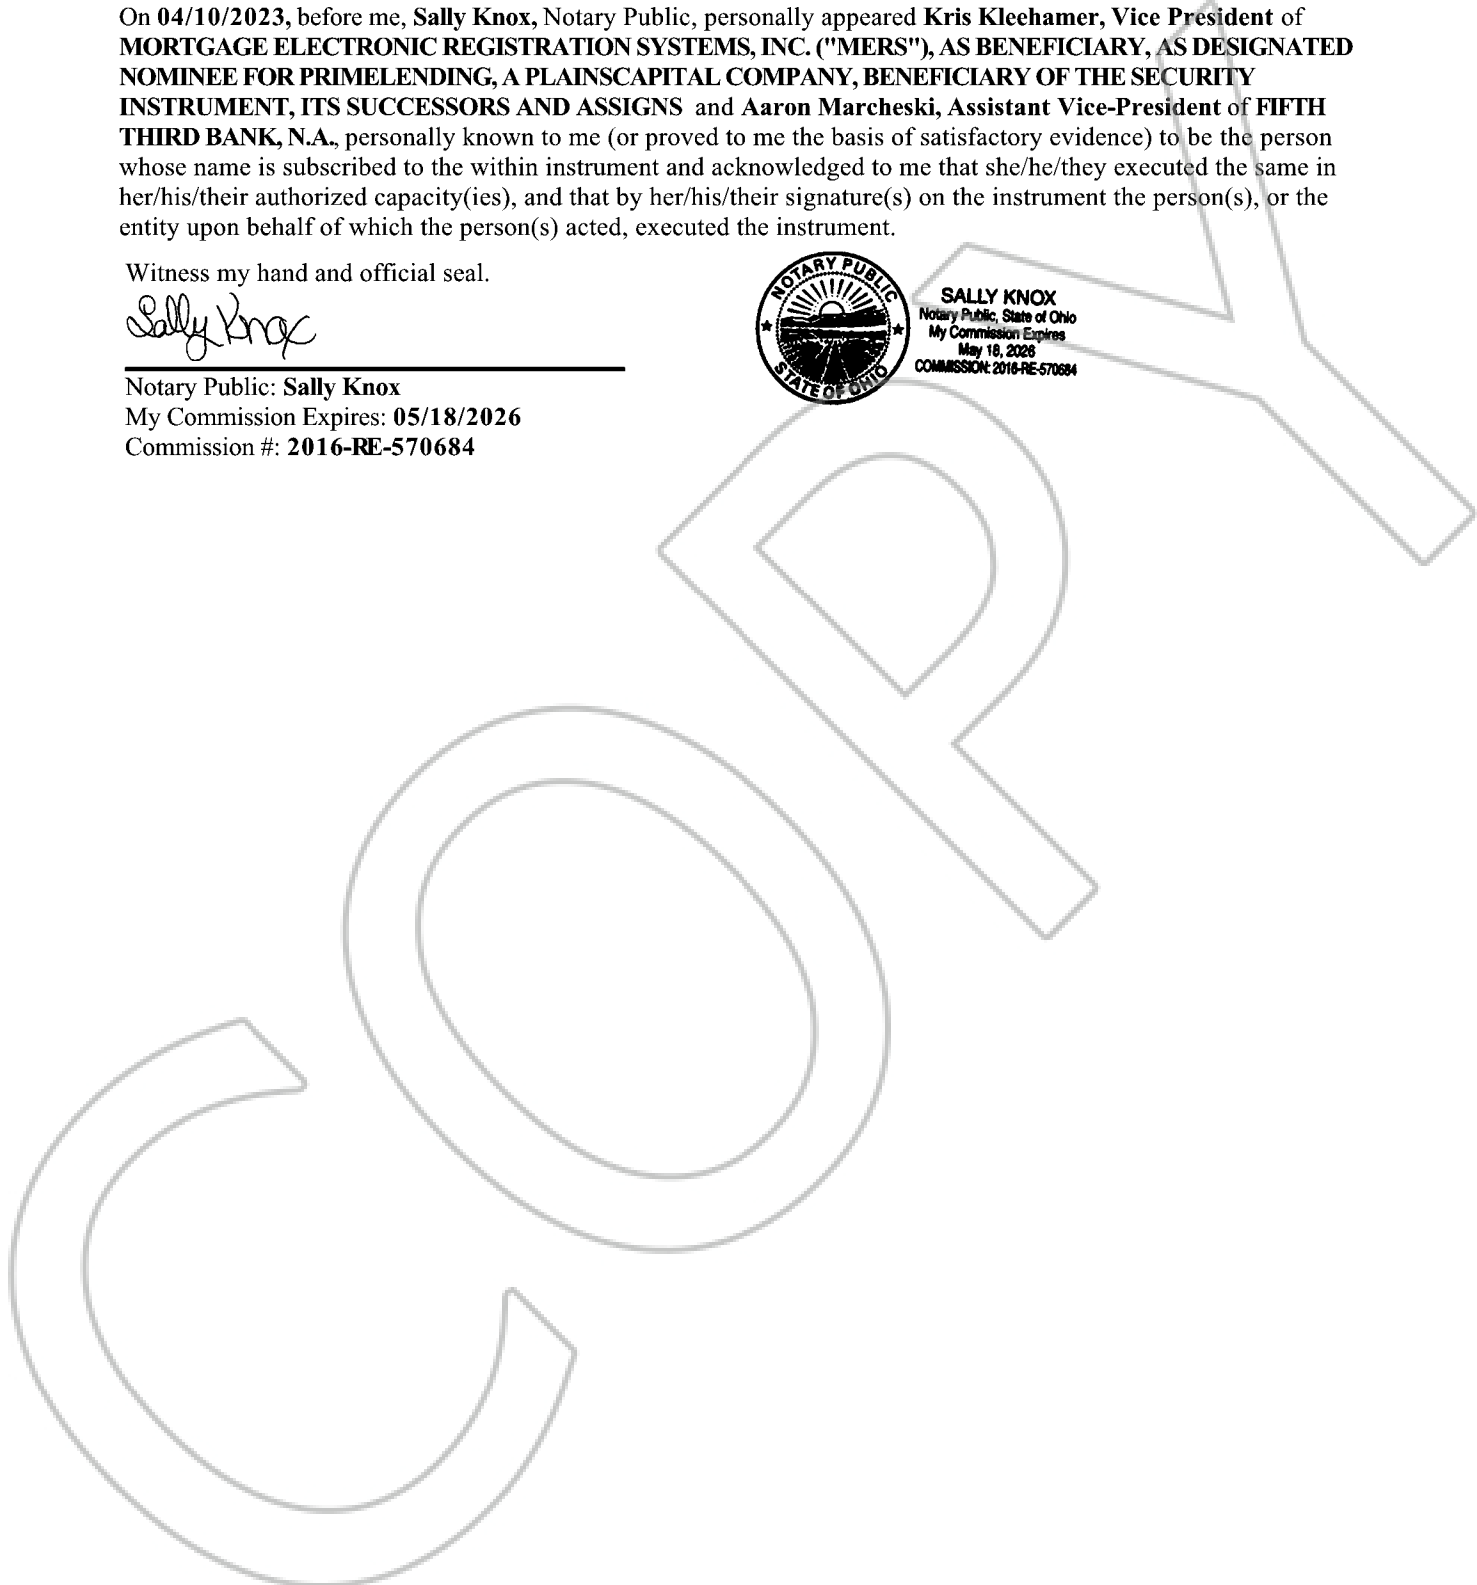 On 04/10/2023, before me, Sally Knox, Notary Public, personally appeared Kris Kleehamer, Vice President of
MORTGAGE ELECTRONIC REGISTRATION SYSTEMS, INC. ("MERS"), AS BENEFICIARY, AS DESIGNATED
NOMINEE FOR PRIMELENDING, A PLAINSCAPITAL COMPANY, BENEFICIARY OF THE SECURITY
INSTRUMENT, ITS SUCCESSORS AND ASSIGNS and Aaron Marcheski, Assistant Vice-President of FIFTH
THIRD BANK, N.A., personally known to me (or proved to me the basis of satisfactory evidence) to be the person
whose name is subscribed to the within instrument and acknowledged to me that she/he/they executed the same in
her/his/their authorized capacity(ies), and that by her/his/their signature(s) on the instrument the person(s), or the
entity upon behalf of which the person(s) acted, executed the instrument.
Witness my hand and official seal.
Sally Knox
NOTARY PUBLIC
STATE OF OHIO
SALLY KNOX
Notary Public, State of Ohio
My Commission Expires
May 18, 2026
COMMISSION: 2016-RE-570684
Notary Public: Sally Knox
My Commission Expires: 05/18/2026
Commission #: 2016-RE-570684
COPY